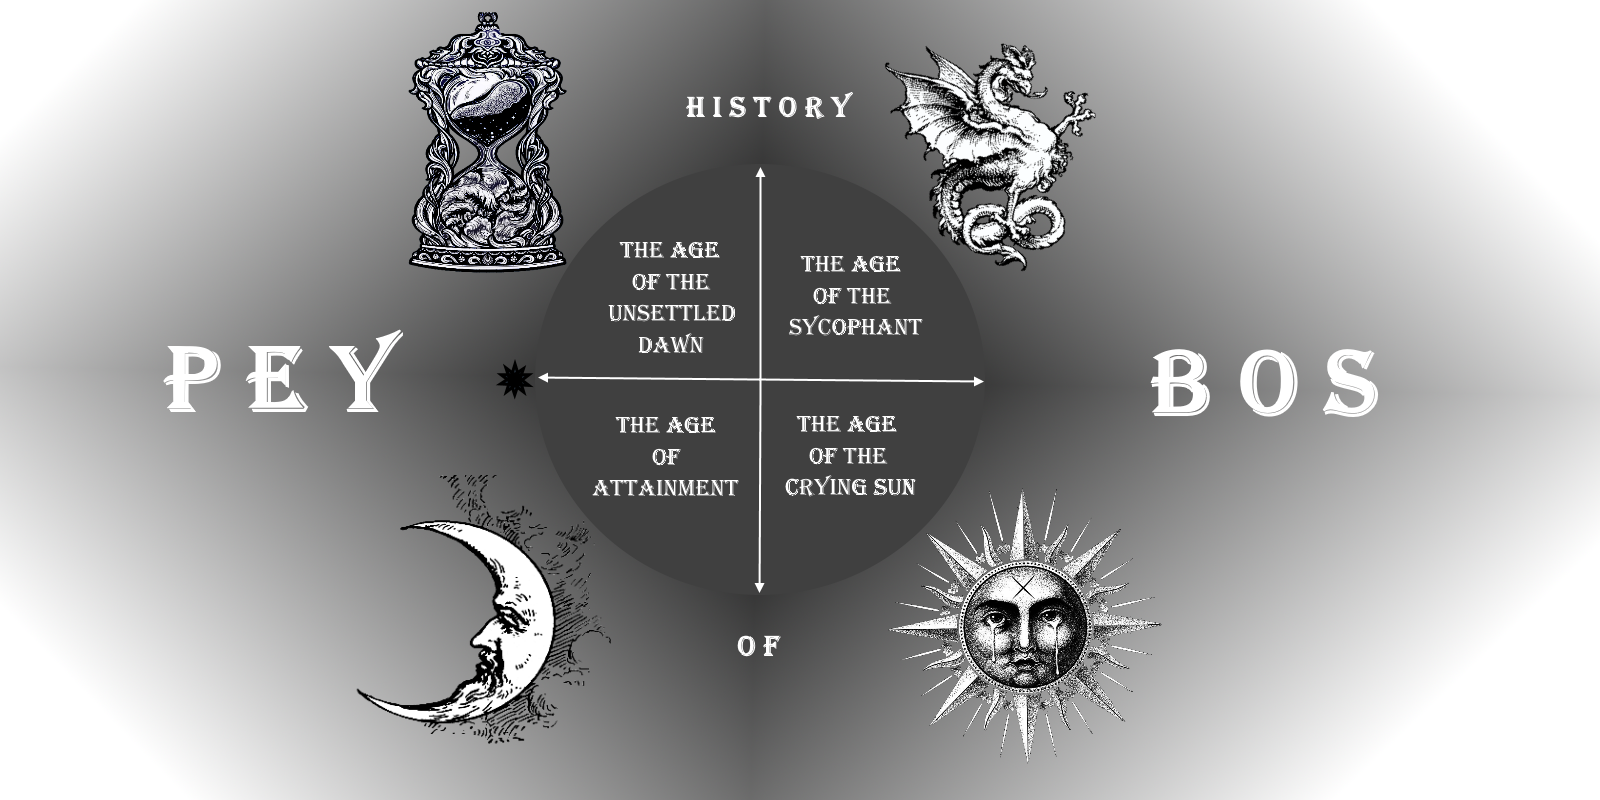 HISTORY
THE AGE
OF THE
UNSETTLED
DAWN
THE AGE
OF THE
SYCOPHANT
PEY
BOS
THE AGE
OF
ATTAINMENT
THE AGE
OF THE
CRYING SUN
OF